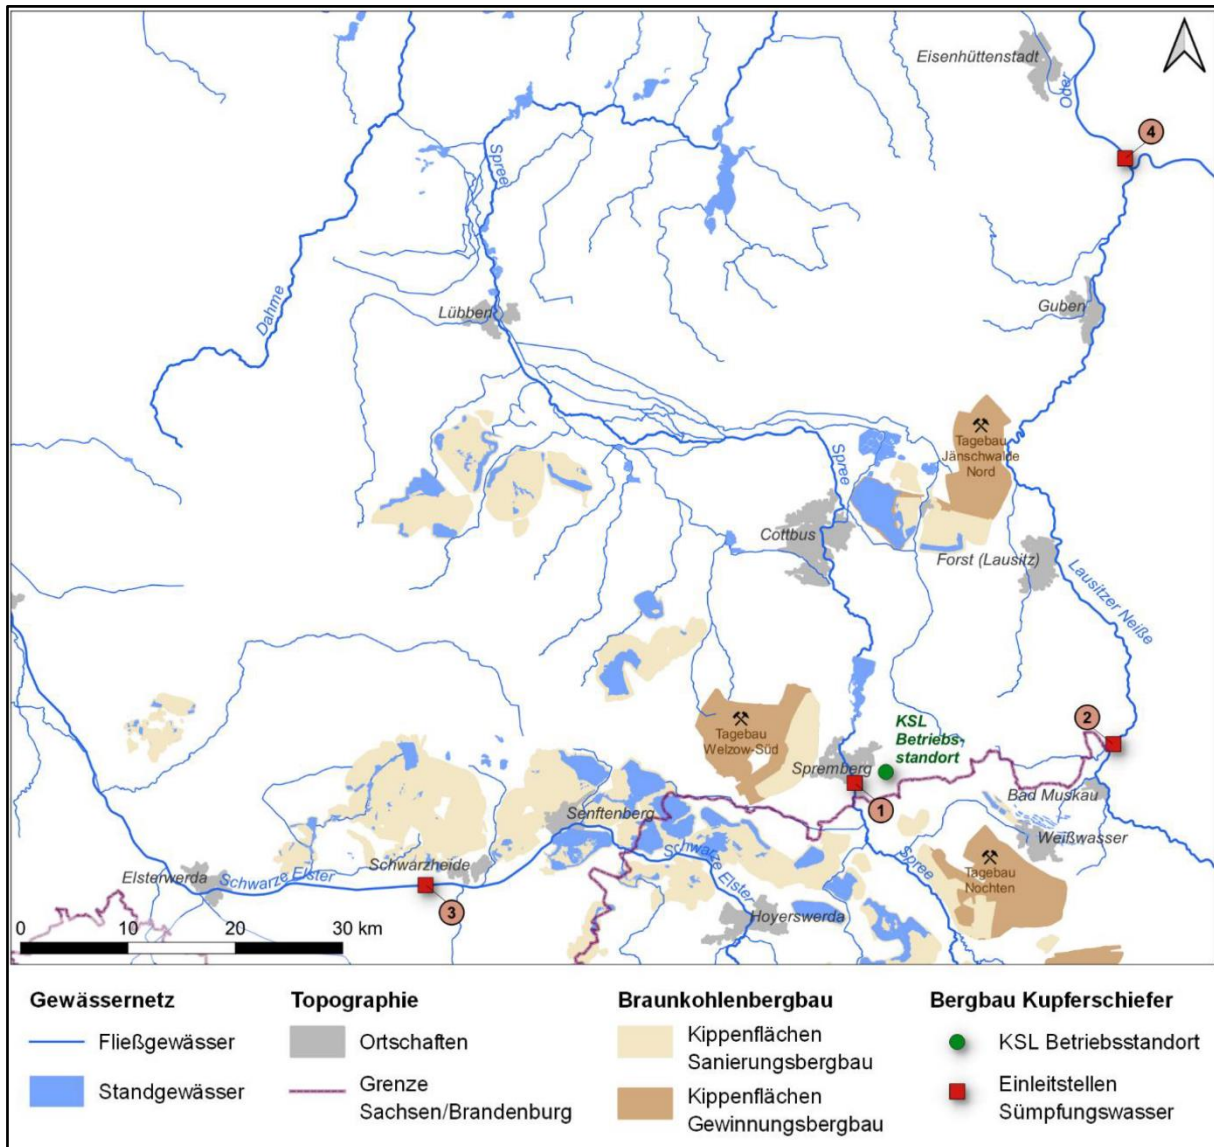 Eisenhüttenstadt
Oder
4
Spree
Dahme
Lübben
Guben
Tagebau
Jänschwalde
Nord
Spree
Cottbus
Forst (Lausitz)
Lausitzer Neiße
KSL
Betriebs-
standort
2
Tagebau
Welzow-Süd
Spremberg
1
Bad Muskau
Senftenberg
Weißwasser
Schwarzheide
Schwarze Elster
Spree
Tagebau
Nochten
Elsterwerda
Schwarze Elster
3
Hoyerswerda
0 10 20 30 km
Gewässernetz
Fließgewässer
Standgewässer
Topographie
Ortschaften
Grenze
Sachsen/Brandenburg
Braunkohlenbergbau
Kippenflächen
Sanierungsbergbau
Kippenflächen
Gewinnungsbergbau
Bergbau Kupferschiefer
KSL Betriebsstandort
Einleitstellen
Sümpfungswasser